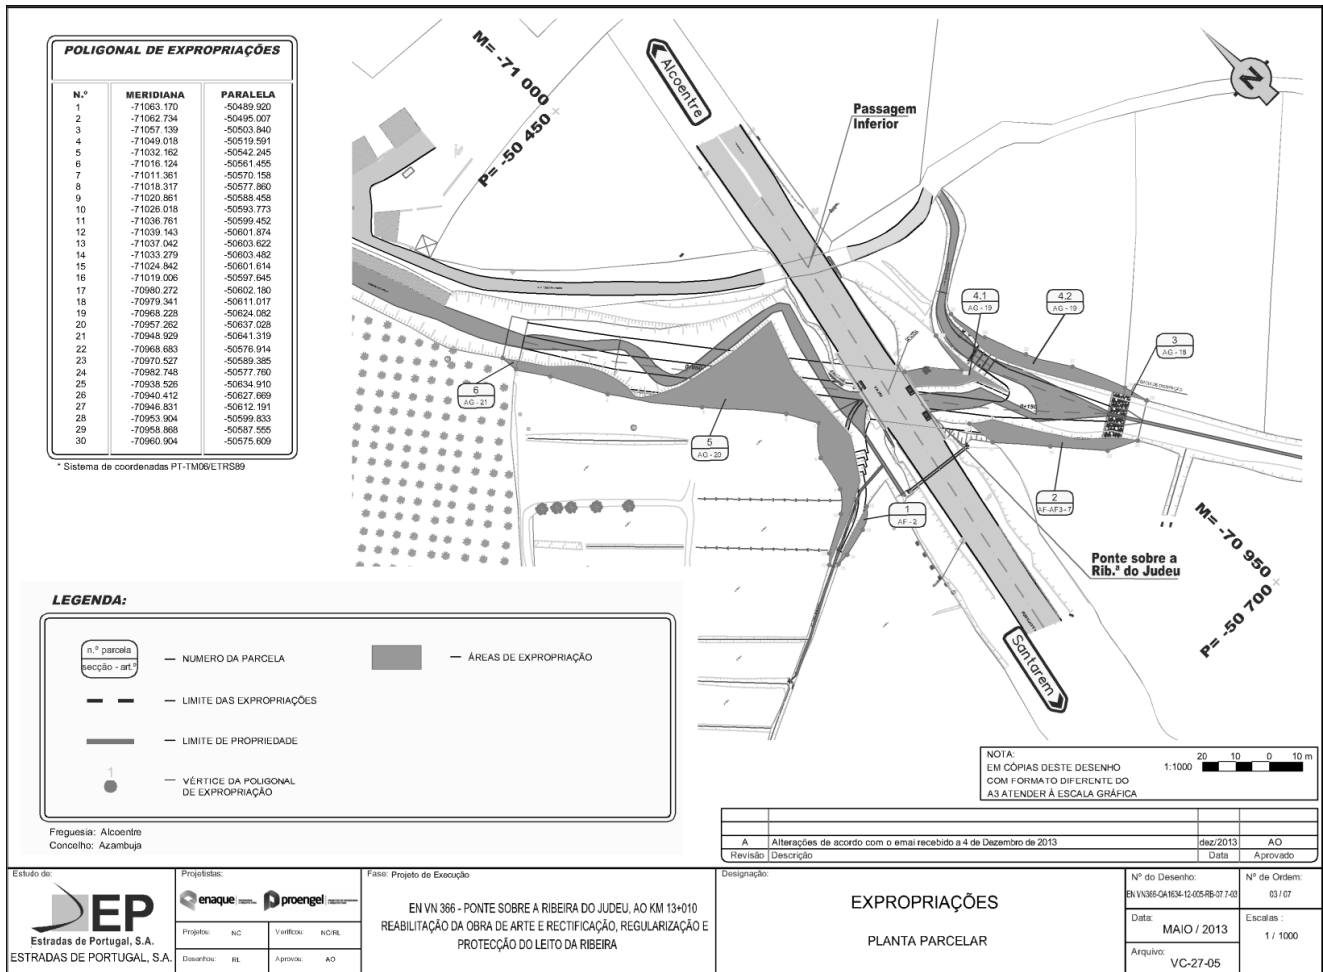 POLIGONAL DE EXPROPRIAÇÕES
N.º MERIDIANA PARALELA
1 -71063.170 -50489.920
2 -71062.734 -50495.007
3 -71057.139 -50503.840
4 -71049.018 -50519.591
5 -71032.162 -50542.245
6 -71016.124 -50561.455
7 -71011.361 -50570.158
8 -71018.317 -50577.860
9 -71020.861 -50588.458
10 -71026.018 -50593.773
11 -71036.761 -50599.452
12 -71039.143 -50601.874
13 -71037.042 -50603.622
14 -71033.279 -50603.482
15 -71024.842 -50601.614
16 -71019.006 -50597.645
17 -70980.272 -50602.180
18 -70979.341 -50611.017
19 -70968.228 -50624.082
20 -70957.262 -50637.028
21 -70948.929 -50641.319
22 -70968.683 -50576.914
23 -70970.527 -50589.385
24 -70982.748 -50577.760
25 -70938.526 -50634.910
26 -70940.412 -50627.669
27 -70946.831 -50612.191
28 -70953.904 -50599.833
29 -70958.868 -50587.555
30 -70960.904 -50575.609
* Sistema de coordenadas PT-TM06/ETRS89
M= -71 000
P= -50 450
Alcoentre
Passagem
Inferior
N
4.1
AG - 19
4.2
AG - 19
3
AG - 18
6
AG - 21
5
AG - 20
2
AF-AF3 - 7
1
AF - 2
Ponte sobre a
Rib.ª do Judeu
M= -70 950
P= -50 700
Santarem
LEGENDA:
n.º parcela
secção - art.º
— NUMERO DA PARCELA
— ÁREAS DE EXPROPRIAÇÃO
— LIMITE DAS EXPROPRIAÇÕES
— LIMITE DE PROPRIEDADE
1
— VÉRTICE DA POLIGONAL
DE EXPROPRIAÇÃO
Freguesia: Alcoentre
Concelho: Azambuja
NOTA:
EM CÓPIAS DESTE DESENHO
COM FORMATO DIFERENTE DO
A3 ATENDER À ESCALA GRÁFICA
1:1000
20 10 0 10 m
A Alterações de acordo com o emai recebido a 4 de Dezembro de 2013 dez/2013 AO
Revisão Descrição Data Aprovado
Estudo de:
EP
Estradas de Portugal, S.A.
ESTRADAS DE PORTUGAL, S.A.
Projetistas:
enaque
proengel
Projetou: NC
Verificou: NC/RL
Desenhou: RL
Aprovou: AO
Fase: Projeto de Execução
EN VN 366 - PONTE SOBRE A RIBEIRA DO JUDEU, AO KM 13+010
REABILITAÇÃO DA OBRA DE ARTE E RECTIFICAÇÃO, REGULARIZAÇÃO E
PROTECÇÃO DO LEITO DA RIBEIRA
Designação:
EXPROPRIAÇÕES
PLANTA PARCELAR
Nº do Desenho:
EN VN366-OA1634-12-005-RB-07.7-03
Nº de Ordem:
03 / 07
Data:
MAIO / 2013
Escalas :
1 / 1000
Arquivo:
VC-27-05